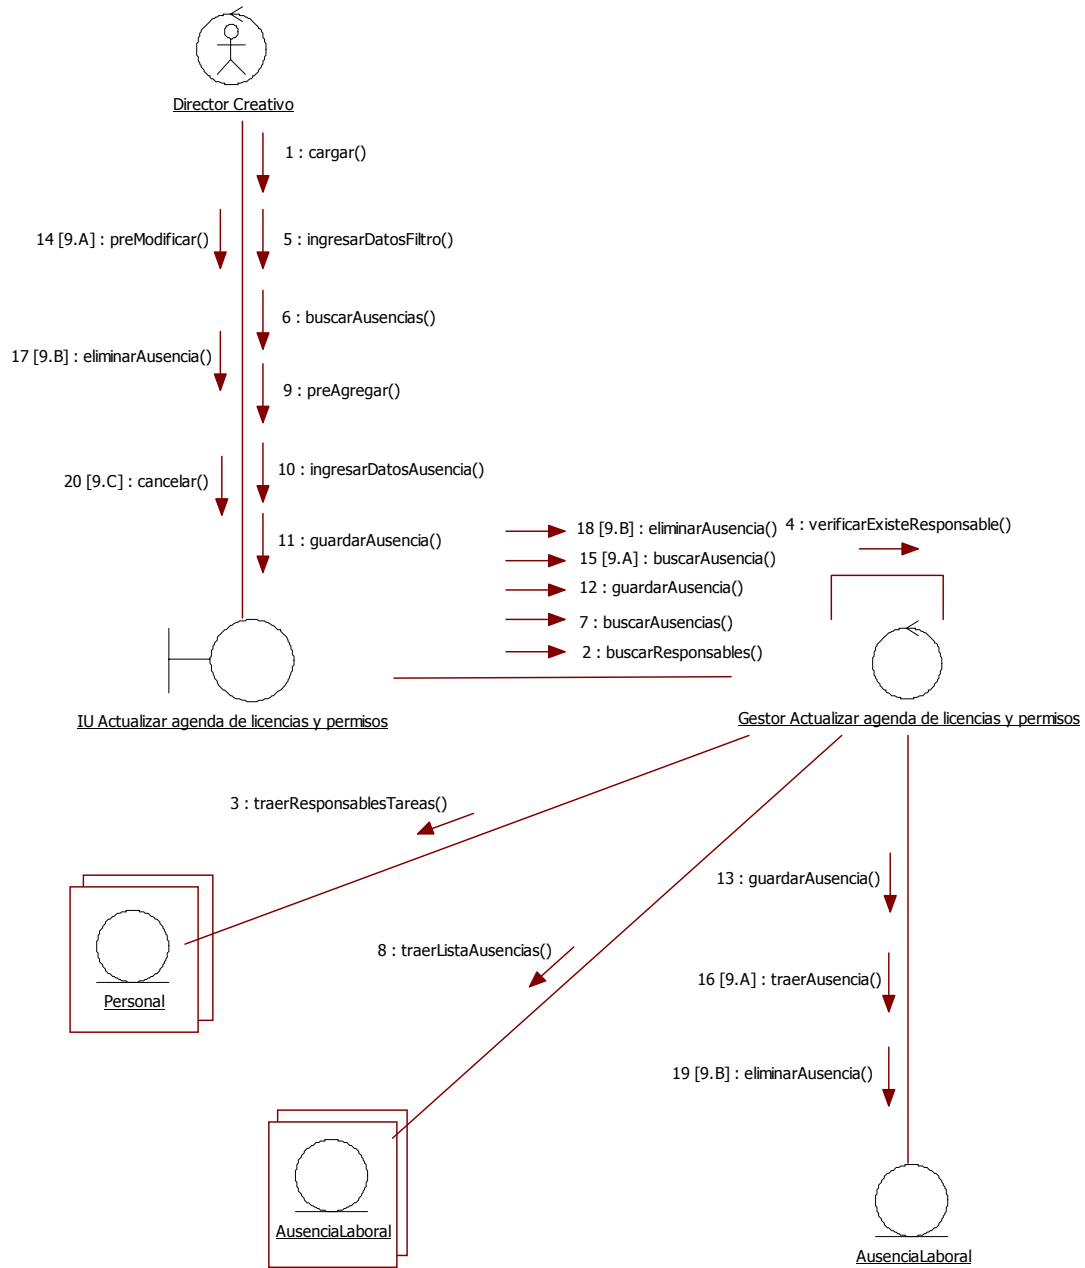 Director Creativo
1 : cargar()
14 [9.A] : preModificar()
5 : ingresarDatosFiltro()
6 : buscarAusencias()
17 [9.B] : eliminarAusencia()
9 : preAgregar()
10 : ingresarDatosAusencia()
20 [9.C] : cancelar()
11 : guardarAusencia()
18 [9.B] : eliminarAusencia()
4 : verificarExisteResponsable()
15 [9.A] : buscarAusencia()
12 : guardarAusencia()
7 : buscarAusencias()
2 : buscarResponsables()
IU Actualizar agenda de licencias y permisos
Gestor Actualizar agenda de licencias y permisos
3 : traerResponsablesTareas()
13 : guardarAusencia()
8 : traerListaAusencias()
16 [9.A] : traerAusencia()
Personal
19 [9.B] : eliminarAusencia()
AusenciaLaboral
AusenciaLaboral